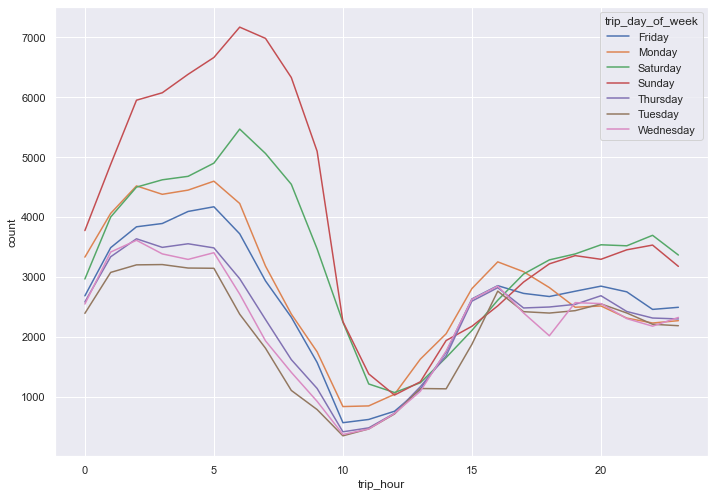 trip_day_of_week
Friday
Monday
Saturday
Sunday
Thursday
Tuesday
Wednesday
7000
6000
5000
4000
3000
2000
1000
count
0 5 10 15 20
trip_hour